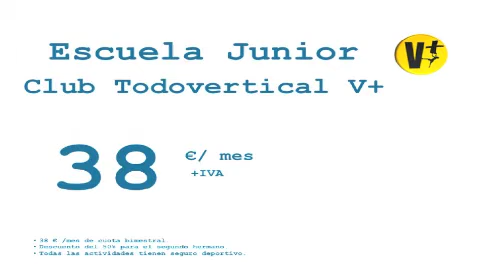 Escuela Junior
V+
Club Todovertical V+
38 €/ mes
+IVA
• 38 € /mes de cuota bimestral
• Descuento del 50% para el segundo hermano.
• Todas las actividades tienen seguro deportivo.